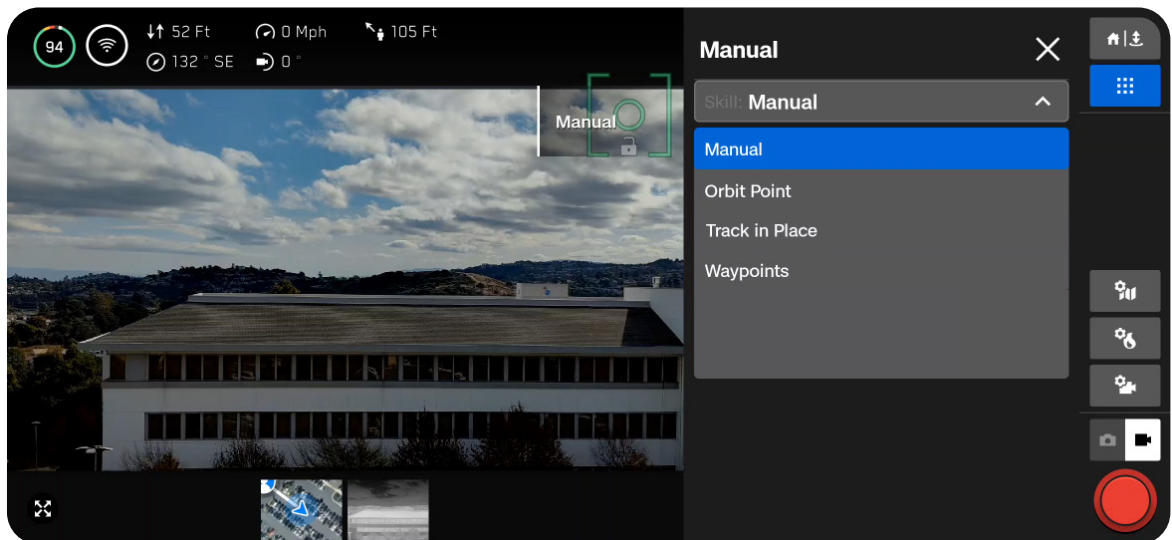 94
52 Ft
0 Mph
105 Ft
132 ° SE
0 °
Manual
Manual
Skill: Manual
Manual
Orbit Point
Track in Place
Waypoints